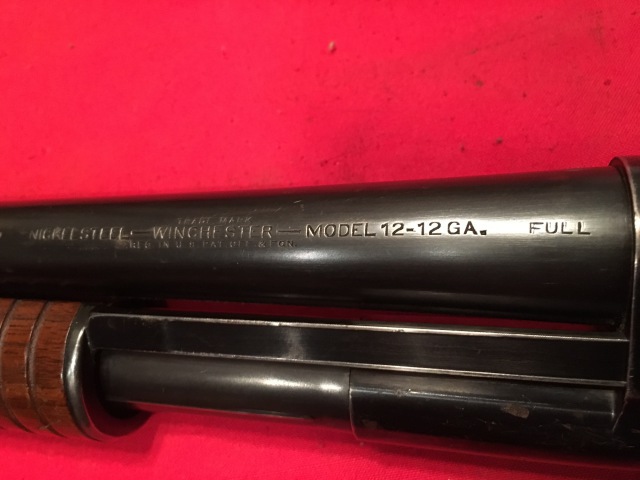 TRADE MARK
NICKEL STEEL — WINCHESTER — MODEL 12-12 GA. FULL
REG. IN U.S. PAT. OFF. & FGN.